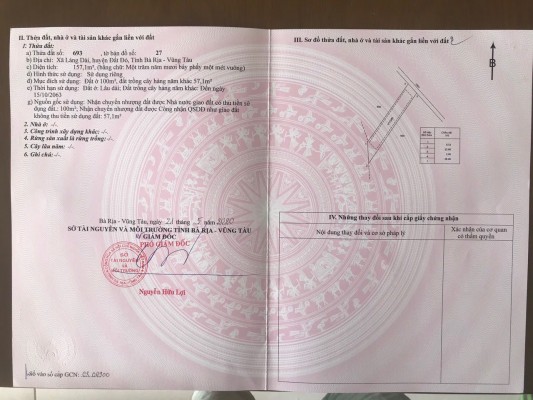 II. Thửa đất, nhà ở và tài sản khác gắn liền với đất
1. Thửa đất:
a) Thửa đất số: 693, tờ bản đồ số: 27
b) Địa chỉ: Xã Láng Dài, huyện Đất Đỏ, Tỉnh Bà Rịa - Vũng Tàu
c) Diện tích: 157,1m², (bằng chữ: Một trăm năm mươi bảy phẩy một mét vuông)
d) Hình thức sử dụng: Sử dụng riêng
đ) Mục đích sử dụng: Đất ở 100m², đất trồng cây hàng năm khác 57,1m²
e) Thời hạn sử dụng: Đất ở: Lâu dài; Đất trồng cây hàng năm khác: Đến ngày
15/10/2063
g) Nguồn gốc sử dụng: Nhận chuyển nhượng đất được Nhà nước giao đất có thu tiền sử
dụng đất: 100m²; Nhận chuyển nhượng đất được Công nhận QSDĐ như giao đất
không thu tiền sử dụng đất: 57,1m²
2. Nhà ở: -/-
3. Công trình xây dựng khác: -/-
4. Rừng sản xuất là rừng trồng: -/-
5. Cây lâu năm: -/-
6. Ghi chú: -/-
Bà Rịa - Vũng Tàu, ngày 21 tháng 5 năm 2020
SỞ TÀI NGUYÊN VÀ MÔI TRƯỜNG TỈNH BÀ RỊA - VŨNG TÀU
GIÁM ĐỐC
PHÓ GIÁM ĐỐC
SỞ
TÀI NGUYÊN
VÀ
MÔI TRƯỜNG
Nguyễn Hữu Lợi
Số vào sổ cấp GCN:
III. Sơ đồ thửa đất, nhà ở và tài sản khác gắn liền với đất
B
IV. Những thay đổi sau khi cấp giấy chứng nhận
Nội dung thay đổi và cơ sở pháp lý
Xác nhận của cơ quan
có thẩm quyền